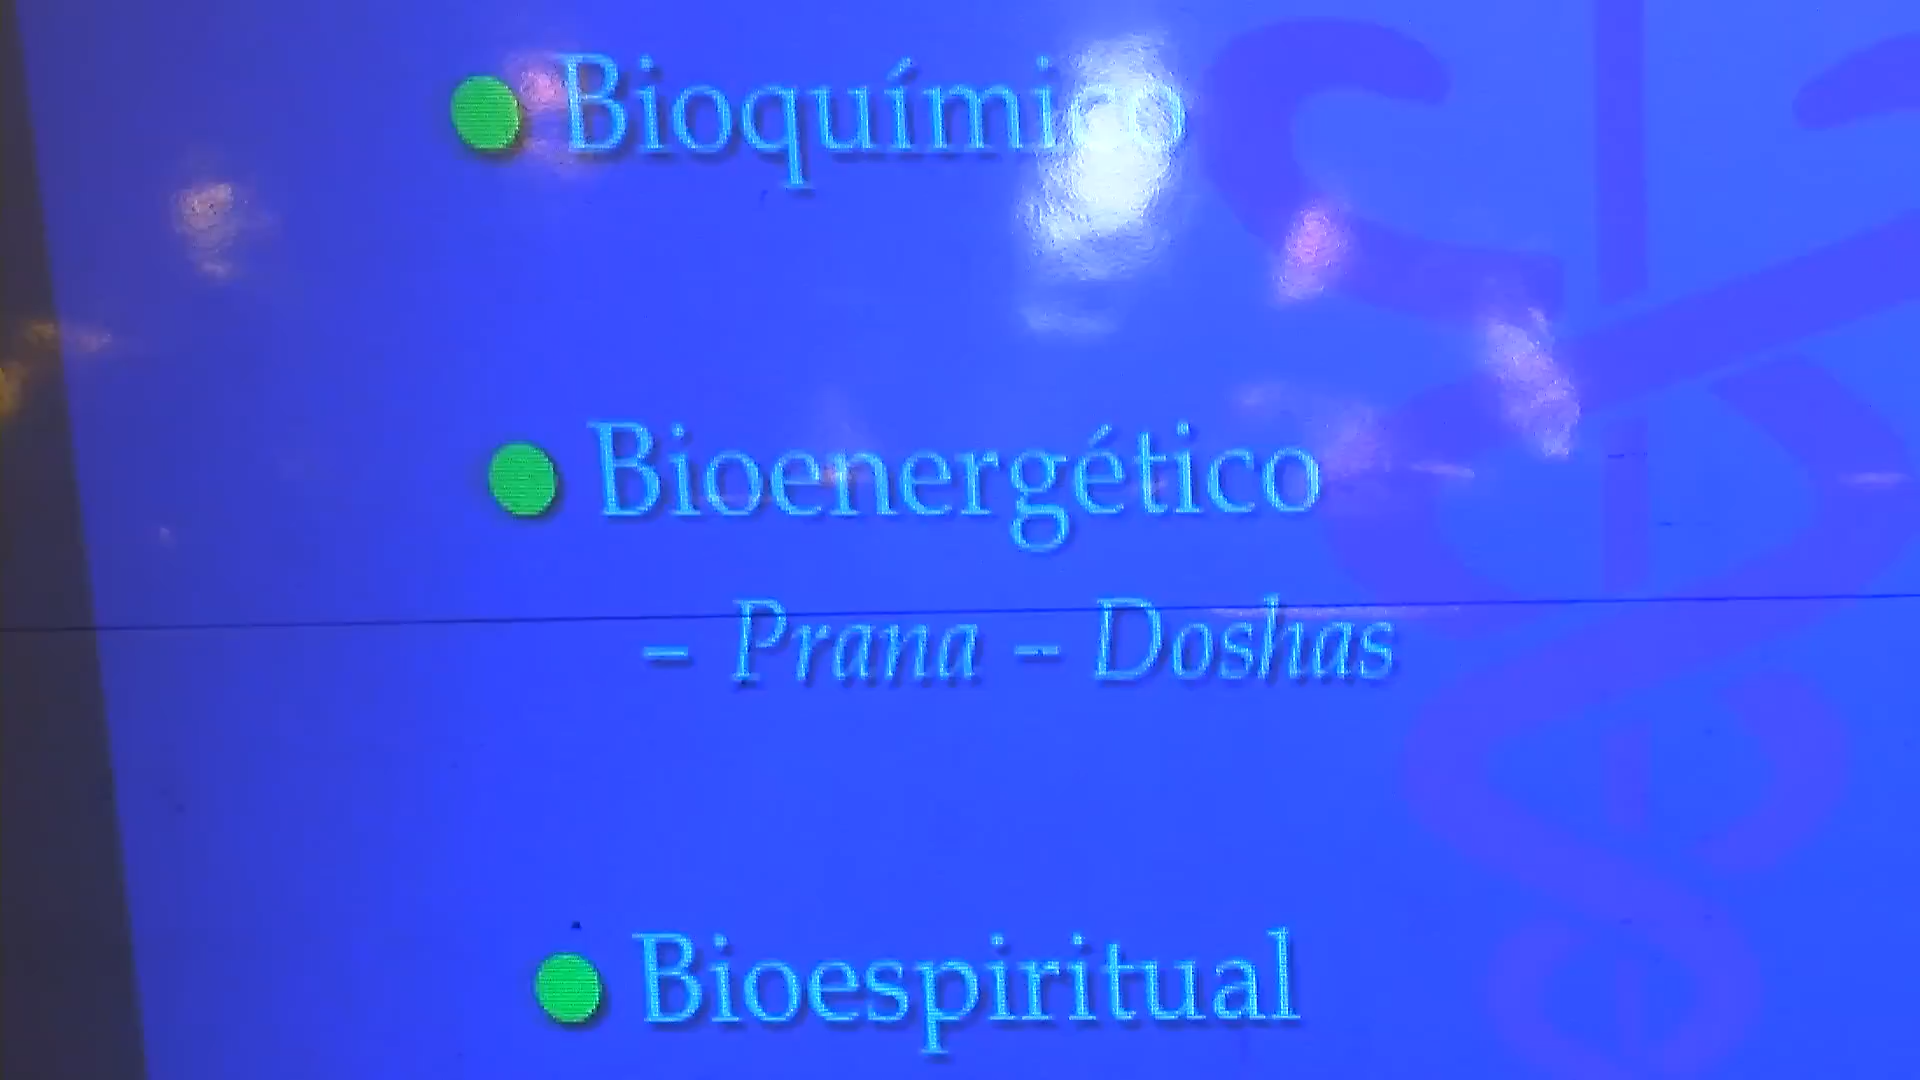 Bioquímico
Bioenergético
– Prana – Doshas
Bioespiritual